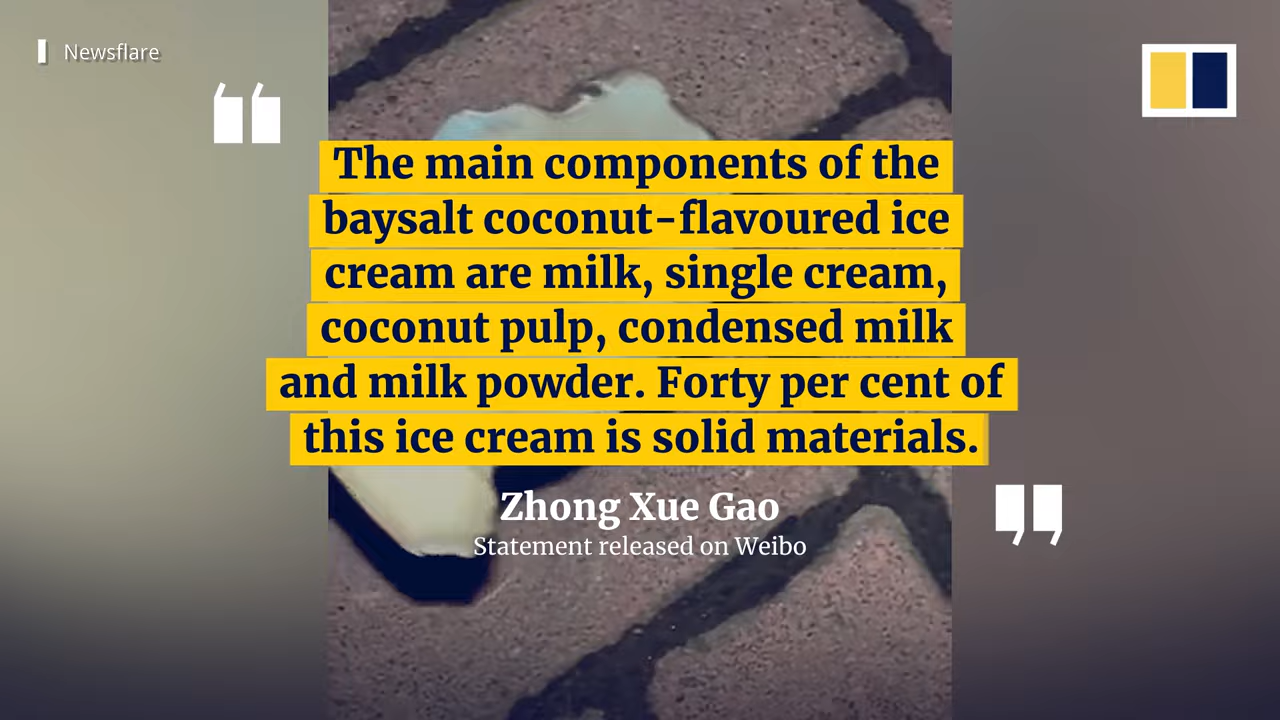 Newsflare
“
The main components of the
baysalt coconut-flavoured ice
cream are milk, single cream,
coconut pulp, condensed milk
and milk powder. Forty per cent of
this ice cream is solid materials.
”
Zhong Xue Gao
Statement released on Weibo